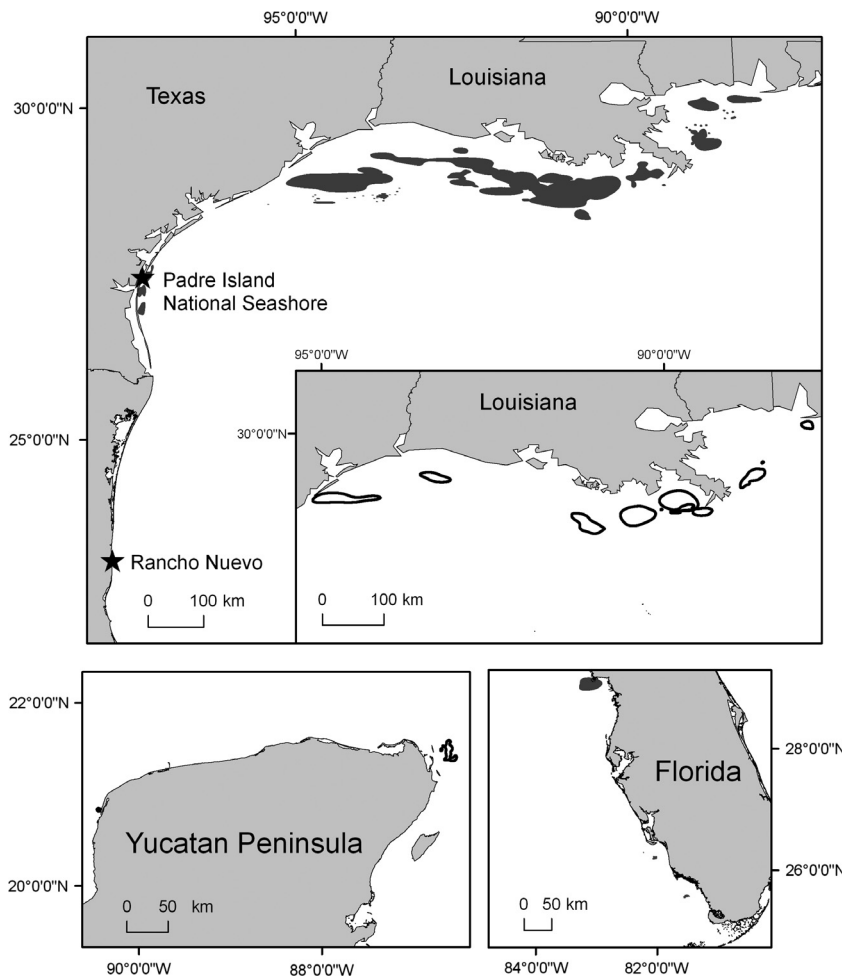 95°0'0"W
90°0'0"W
Louisiana
Texas
30°0'0"N
Padre Island
National Seashore
95°0'0"W
90°0'0"W
Louisiana
30°0'0"N
25°0'0"N
Rancho Nuevo
0 100 km
0 100 km
22°0'0"N
28°0'0"N
Florida
Yucatan Peninsula
26°0'0"N
20°0'0"N
0 50 km
0 50 km
90°0'0"W
88°0'0"W
84°0'0"W
82°0'0"W